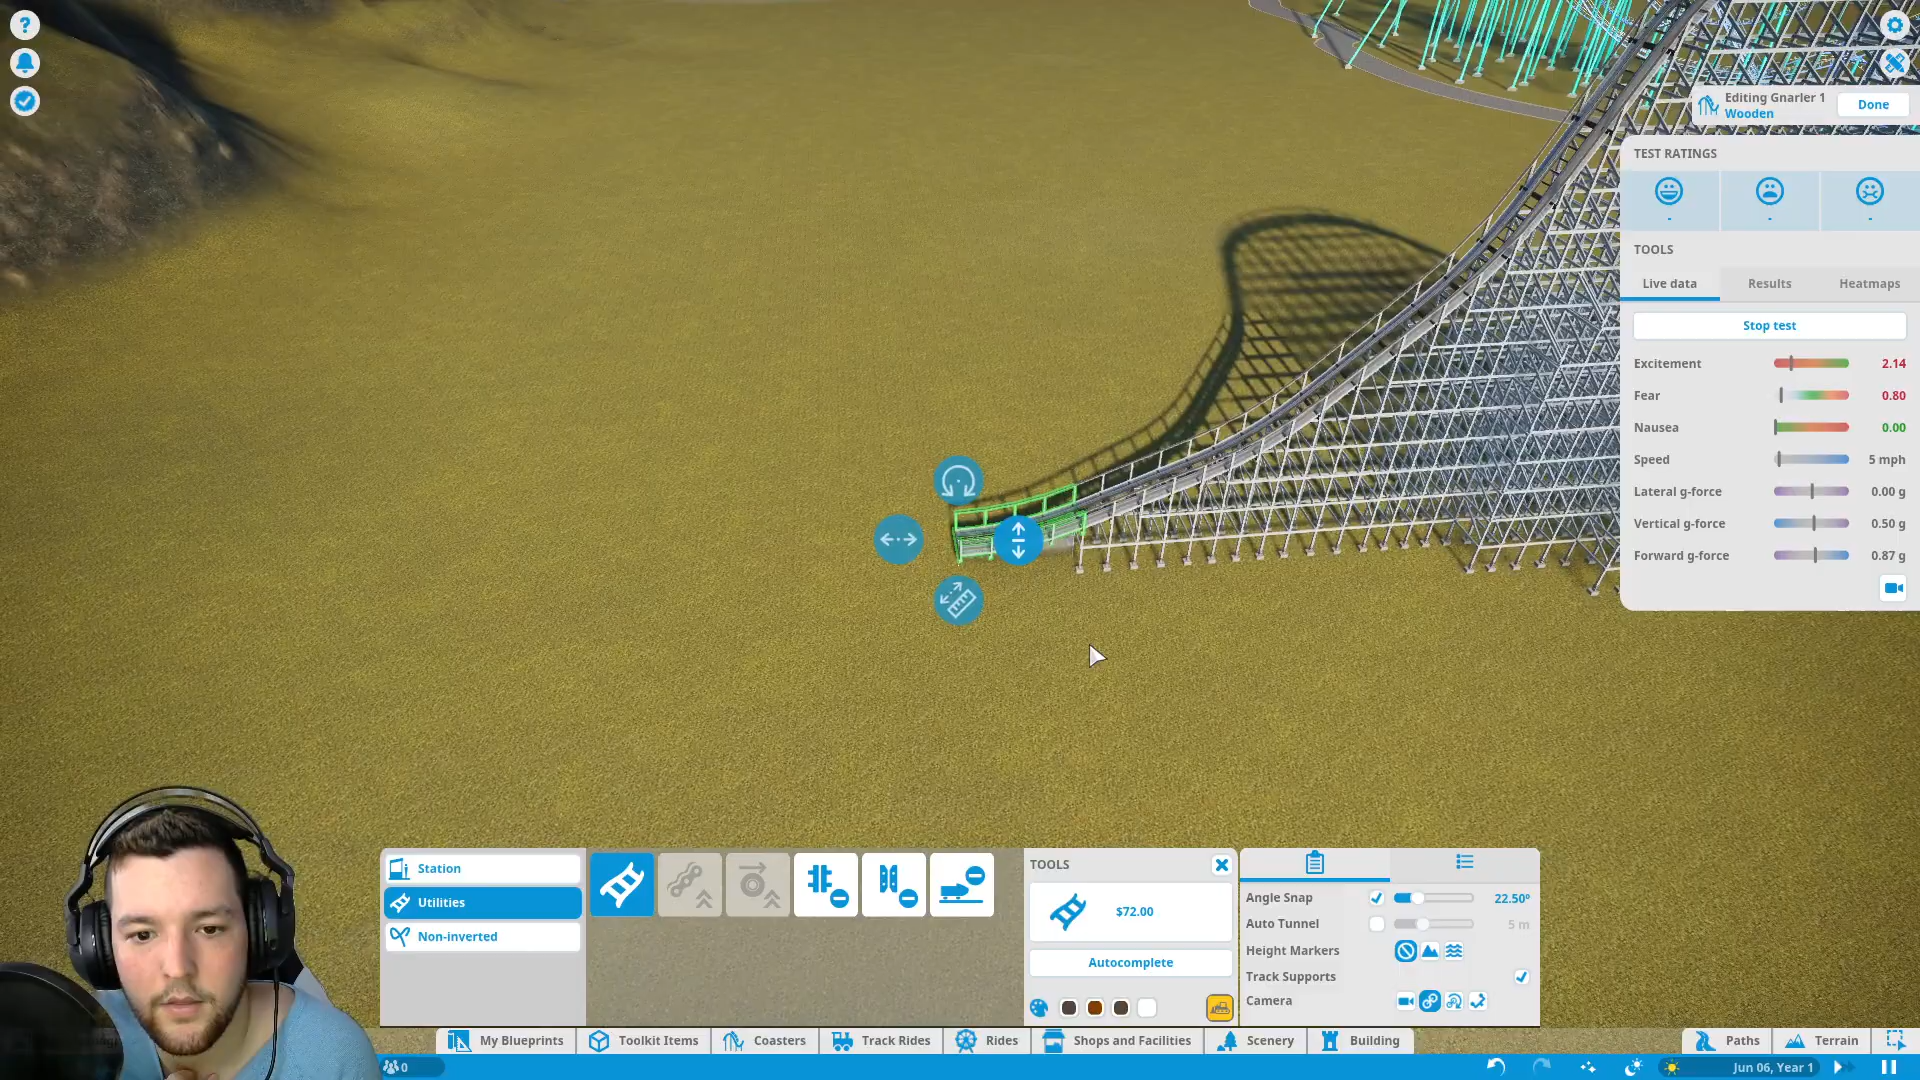 ?
Editing Gnarler 1
Wooden
Done
TEST RATINGS
- - -
TOOLS
Live data Results Heatmaps
Stop test
Excitement 2.14
Fear 0.80
Nausea 0.00
Speed 5 mph
Lateral g-force 0.00 g
Vertical g-force 0.50 g
Forward g-force 0.87 g
Station
Utilities
Non-inverted
TOOLS
$72.00
Autocomplete
Angle Snap 22.50°
Auto Tunnel 5 m
Height Markers
Track Supports
Camera
My Blueprints Toolkit Items Coasters Track Rides Rides Shops and Facilities Scenery Building Paths Terrain
0 Jun 06, Year 1